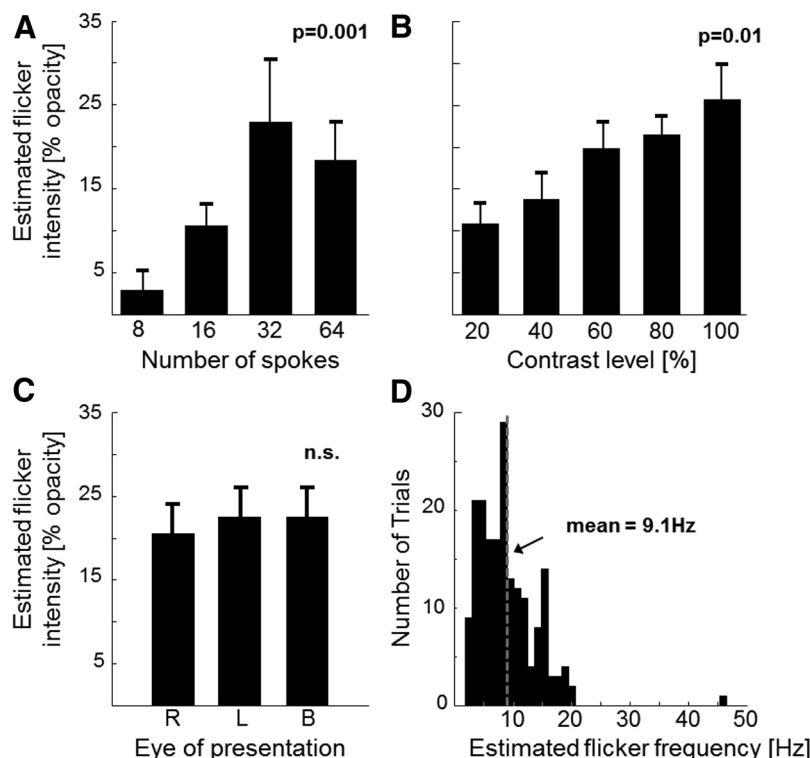 A
B
p=0.001
p=0.01
35
25
15
5
Estimated flicker
intensity [% opacity]
8 16 32 64
Number of spokes
20 40 60 80 100
Contrast level [%]
C
D
n.s.
35
25
15
5
Estimated flicker
intensity [% opacity]
R L B
Eye of presentation
30
20
10
0
Number of Trials
mean = 9.1Hz
10 20 30 40 50
Estimated flicker frequency [Hz]